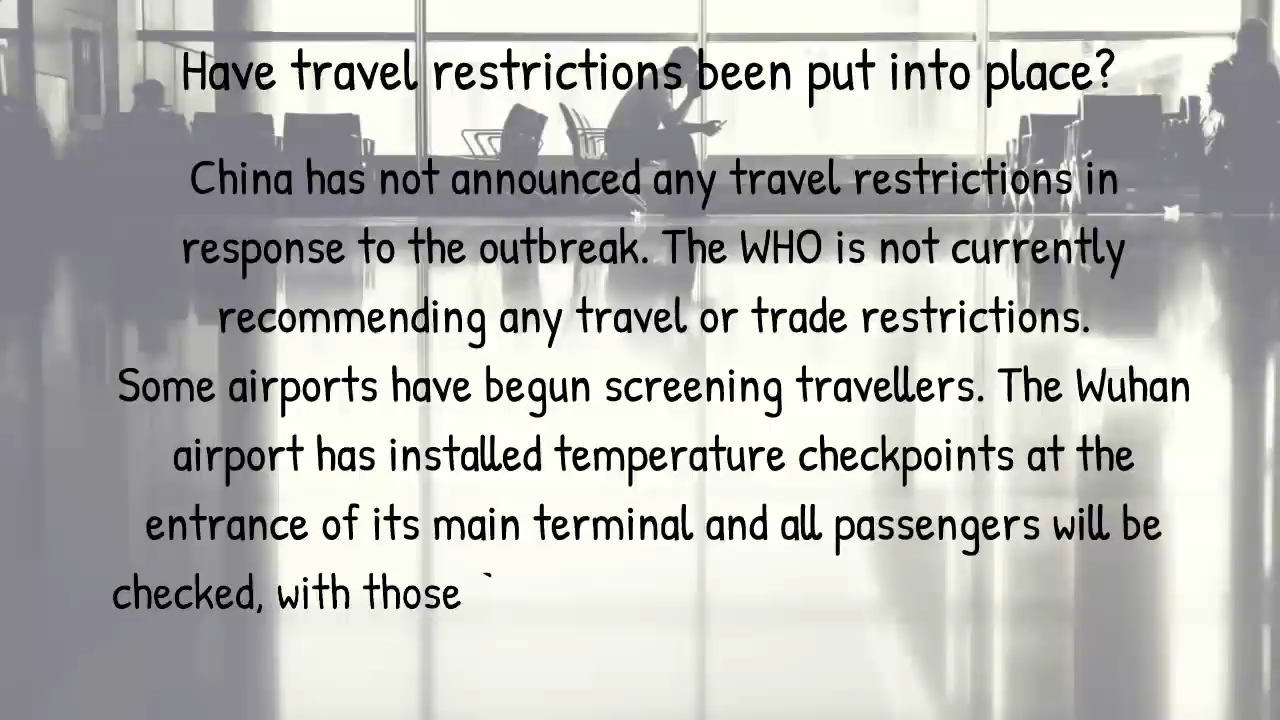 Have travel restrictions been put into place?
China has not announced any travel restrictions in
response to the outbreak. The WHO is not currently
recommending any travel or trade restrictions.
Some airports have begun screening travellers. The Wuhan
airport has installed temperature checkpoints at the
entrance of its main terminal and all passengers will be
checked, with those